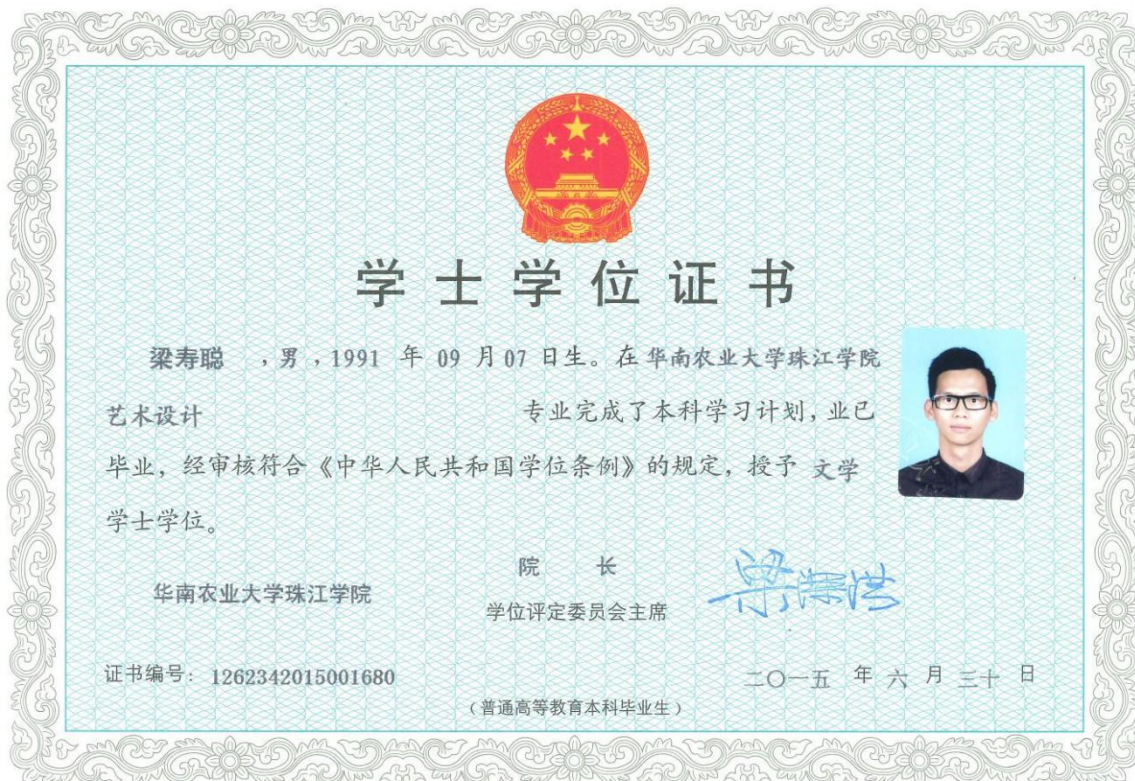 学士学位证书
梁寿聪 ,男,1991 年 09 月 07 日生。在 华南农业大学珠江学院
艺术设计 专业完成了本科学习计划,业已
毕业,经审核符合《中华人民共和国学位条例》的规定,授予 文学
学士学位。
院 长
华南农业大学珠江学院
学位评定委员会主席
证书编号: 1262342015001680
二〇一五 年 六 月 三十 日
(普通高等教育本科毕业生)